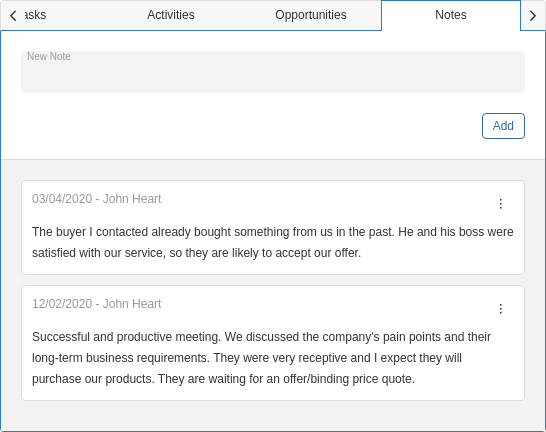 asks Activities Opportunities Notes
New Note
Add
03/04/2020 - John Heart
The buyer I contacted already bought something from us in the past. He and his boss were
satisfied with our service, so they are likely to accept our offer.
12/02/2020 - John Heart
Successful and productive meeting. We discussed the company's pain points and their
long-term business requirements. They were very receptive and I expect they will
purchase our products. They are waiting for an offer/binding price quote.